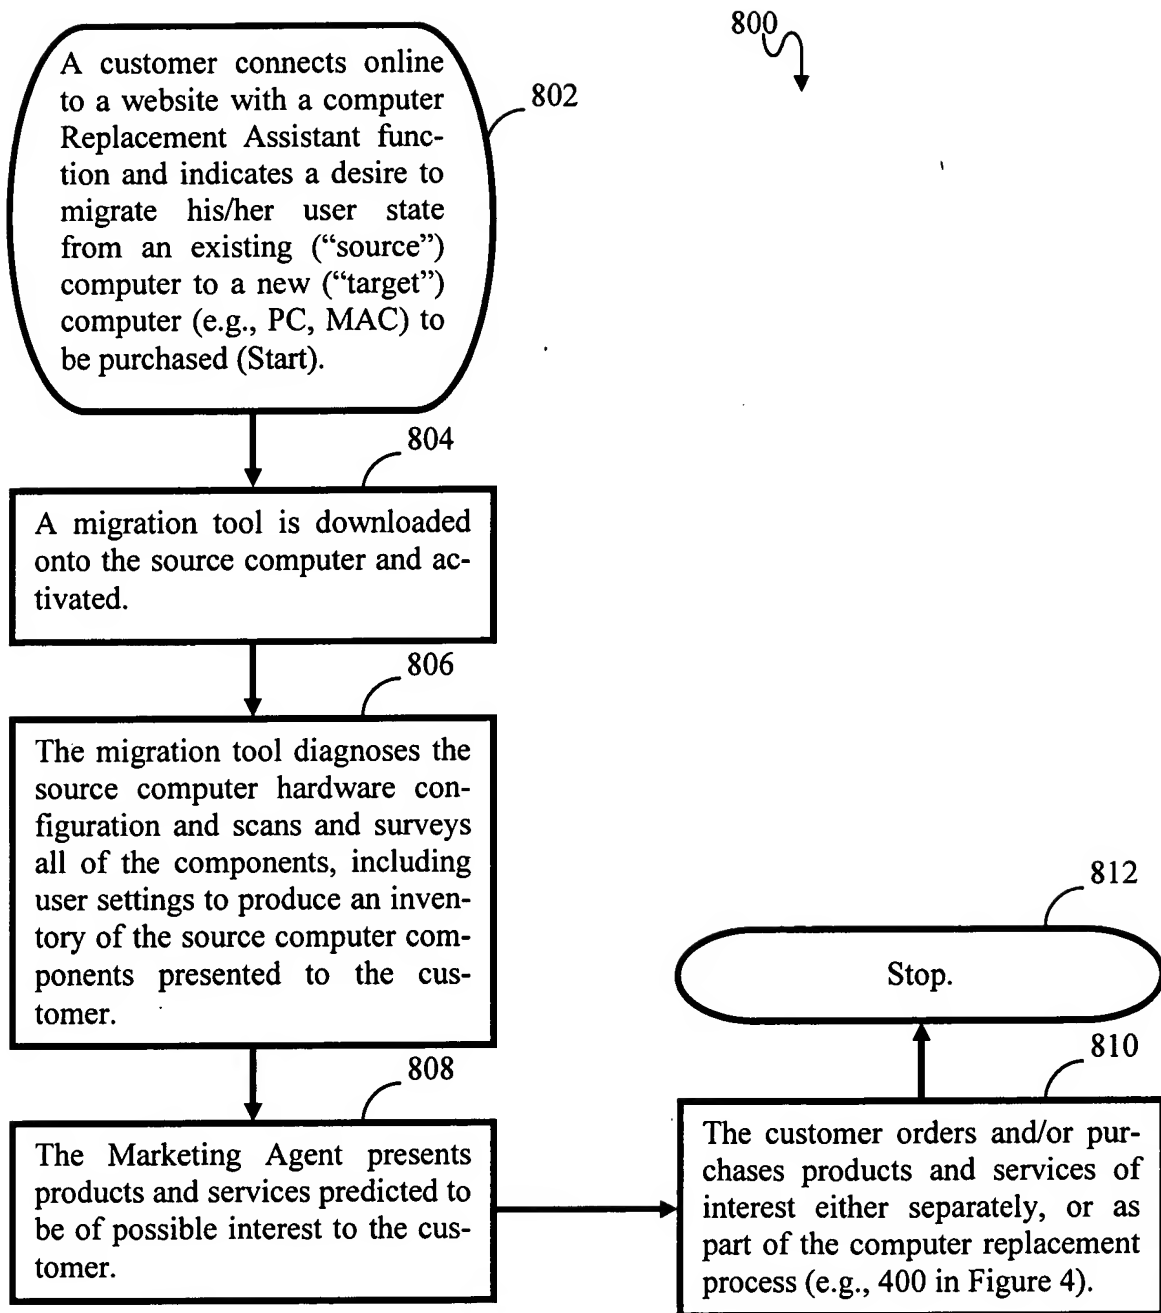 800
A customer connects online
to a website with a computer
Replacement Assistant func-
tion and indicates a desire to
migrate his/her user state
from an existing (“source”)
computer to a new (“target”)
computer (e.g., PC, MAC) to
be purchased (Start).
802
804
A migration tool is downloaded
onto the source computer and ac-
tivated.
806
The migration tool diagnoses the
source computer hardware con-
figuration and scans and surveys
all of the components, including
user settings to produce an inven-
tory of the source computer com-
ponents presented to the cus-
tomer.
808
The Marketing Agent presents
products and services predicted to
be of possible interest to the cus-
tomer.
810
The customer orders and/or pur-
chases products and services of
interest either separately, or as
part of the computer replacement
process (e.g., 400 in Figure 4).
812
Stop.